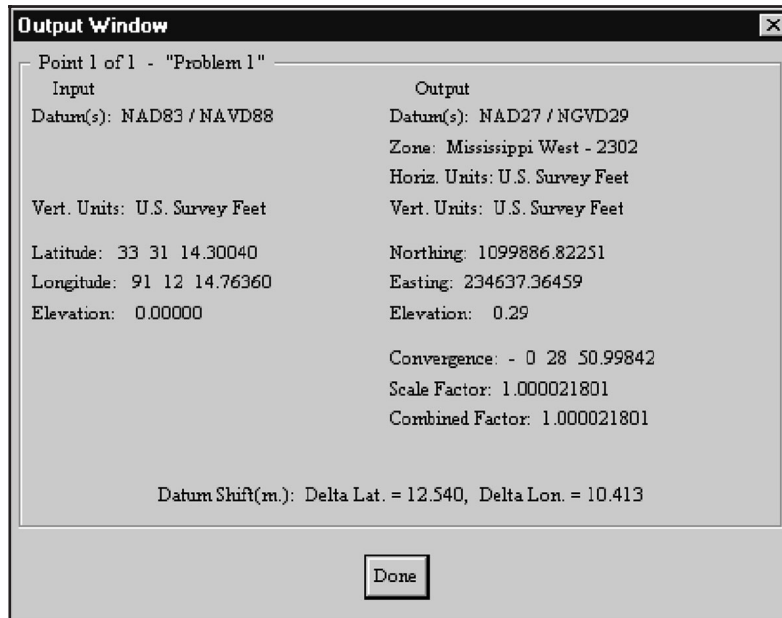 Output Window
Point 1 of 1 - "Problem 1"
Input
Datum(s): NAD83 / NAVD88
Vert. Units: U.S. Survey Feet
Latitude: 33 31 14.30040
Longitude: 91 12 14.76360
Elevation: 0.00000
Output
Datum(s): NAD27 / NGVD29
Zone: Mississippi West - 2302
Horiz. Units: U.S. Survey Feet
Vert. Units: U.S. Survey Feet
Northing: 1099886.82251
Easting: 234637.36459
Elevation: 0.29
Convergence: - 0 28 50.99842
Scale Factor: 1.000021801
Combined Factor: 1.000021801
Datum Shift(m.): Delta Lat. = 12.540, Delta Lon. = 10.413
Done